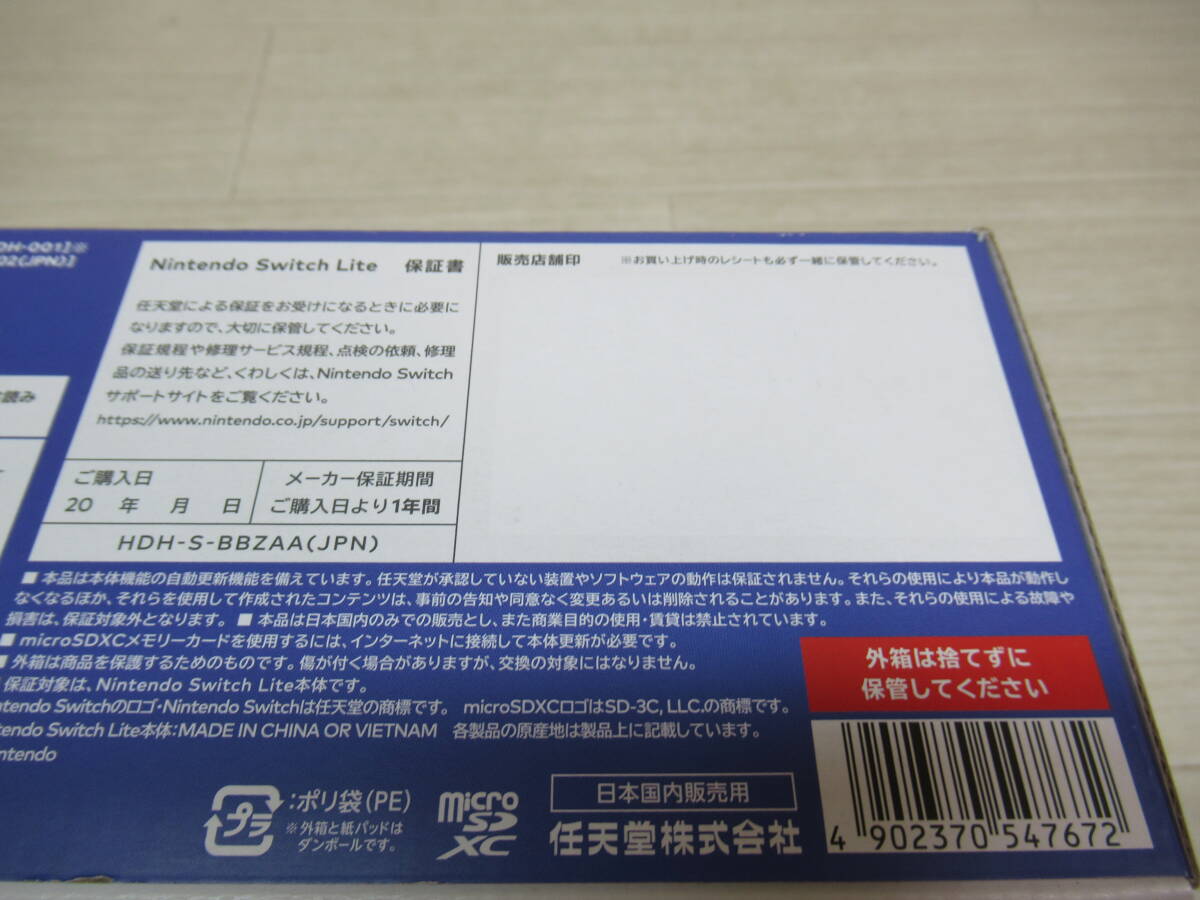 DH-001]※
02(JPN)]
読み
Nintendo Switch Lite 保証書
任天堂による保証をお受けになるときに必要に
なりますので、大切に保管してください。
保証規程や修理サービス規程、点検の依頼、修理
品の送り先など、くわしくは、Nintendo Switch
サポートサイトをご覧ください。
https://www.nintendo.co.jp/support/switch/
ご購入日
20 年 月 日
メーカー保証期間
ご購入日より1年間
HDH-S-BBZAA(JPN)
販売店舗印 ※お買い上げ時のレシートも必ず一緒に保管してください。
■ 本品は本体機能の自動更新機能を備えています。任天堂が承認していない装置やソフトウェアの動作は保証されません。それらの使用により本品が動作し
なくなるほか、それらを使用して作成されたコンテンツは、事前の告知や同意なく変更あるいは削除されることがあります。また、それらの使用による故障や
損害は、保証対象外となります。 ■ 本品は日本国内のみでの販売とし、また商業目的の使用・賃貸は禁止されています。
■ microSDXCメモリーカードを使用するには、インターネットに接続して本体更新が必要です。
■ 外箱は商品を保護するためのものです。傷が付く場合がありますが、交換の対象にはなりません。
保証対象は、Nintendo Switch Lite本体です。
ntendo Switchのロゴ・Nintendo Switchは任天堂の商標です。 microSDXCロゴはSD-3C, LLC.の商標です。
tendo Switch Lite本体：MADE IN CHINA OR VIETNAM 各製品の原産地は製品上に記載しています。
ntendo
外箱は捨てずに
保管してください
プラ
：ポリ袋(PE)
※外箱と紙パッドは
ダンボールです。
micro
SD
XC
日本国内販売用
任天堂株式会社
4 902370 547672